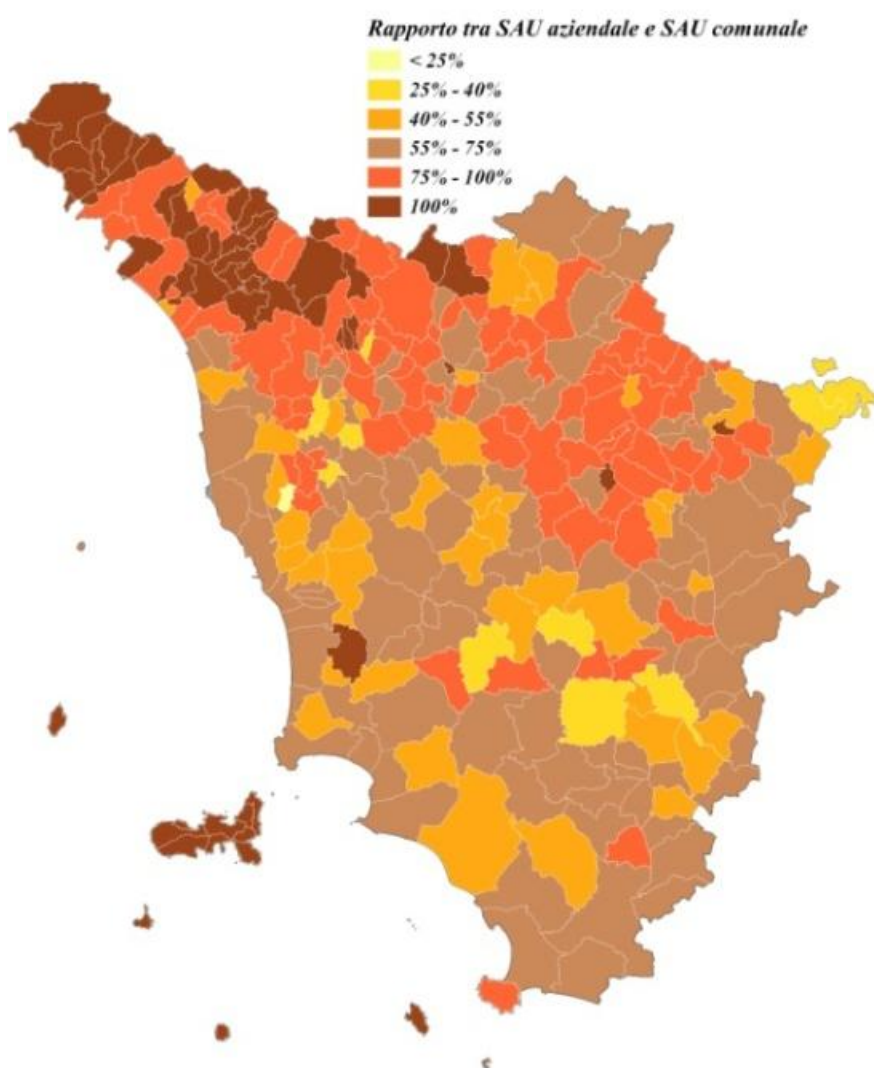 Rapporto tra SAU aziendale e SAU comunale
< 25%
25% - 40%
40% - 55%
55% - 75%
75% - 100%
100%